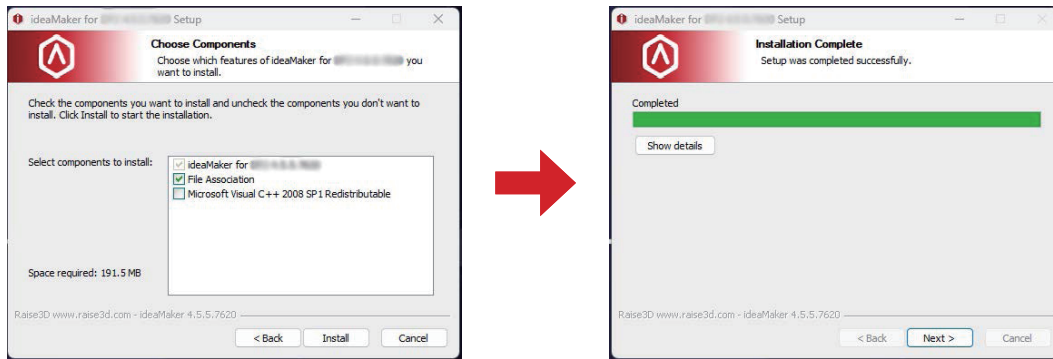 ideaMaker for Setup
Choose Components
Choose which features of ideaMaker for you
want to install.
Check the components you want to install and uncheck the components you don't want to
install. Click Install to start the installation.
Select components to install:
ideaMaker for
File Association
Microsoft Visual C++ 2008 SP1 Redistributable
Space required: 191.5 MB
Raise3D www.raise3d.com - ideaMaker 4.5.5.7620
< Back Install Cancel
ideaMaker for Setup
Installation Complete
Setup was completed successfully.
Completed
Show details
Raise3D www.raise3d.com - ideaMaker 4.5.5.7620
< Back Next > Cancel